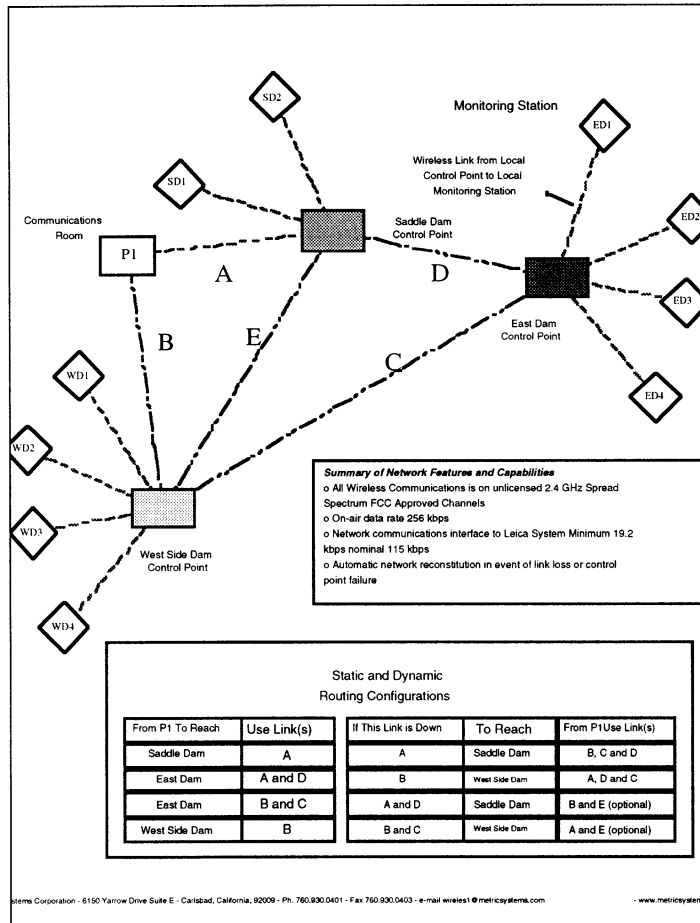 SD2
Monitoring Station
ED1
Wireless Link from Local
Control Point to Local
Monitoring Station
SD1
Communications
Room
P1
Saddle Dam
Control Point
ED2
A
D
ED3
East Dam
Control Point
B
E
C
WD1
ED4
WD2
WD3
West Side Dam
Control Point
WD4
Summary of Network Features and Capabilities
o All Wireless Communications is on unlicensed 2.4 GHz Spread
Spectrum FCC Approved Channels
o On-air data rate 256 kbps
o Network communications interface to Leica System Minimum 19.2
kbps nominal 115 kbps
o Automatic network reconstitution in event of link loss or control
point failure
Static and Dynamic
Routing Configurations
From P1 To Reach Use Link(s) If This Link is Down To Reach From P1Use Link(s)
Saddle Dam A A Saddle Dam B, C and D
East Dam A and D B West Side Dam A, D and C
East Dam B and C A and D Saddle Dam B and E (optional)
West Side Dam B B and C West Side Dam A and E (optional)
stems Corporation - 6150 Yarrow Drive Suite E - Carlsbad, California, 92009 - Ph. 760.930.0401 - Fax 760.930.0403 - e-mail wireles1@metricsystems.com - www.metricsystem